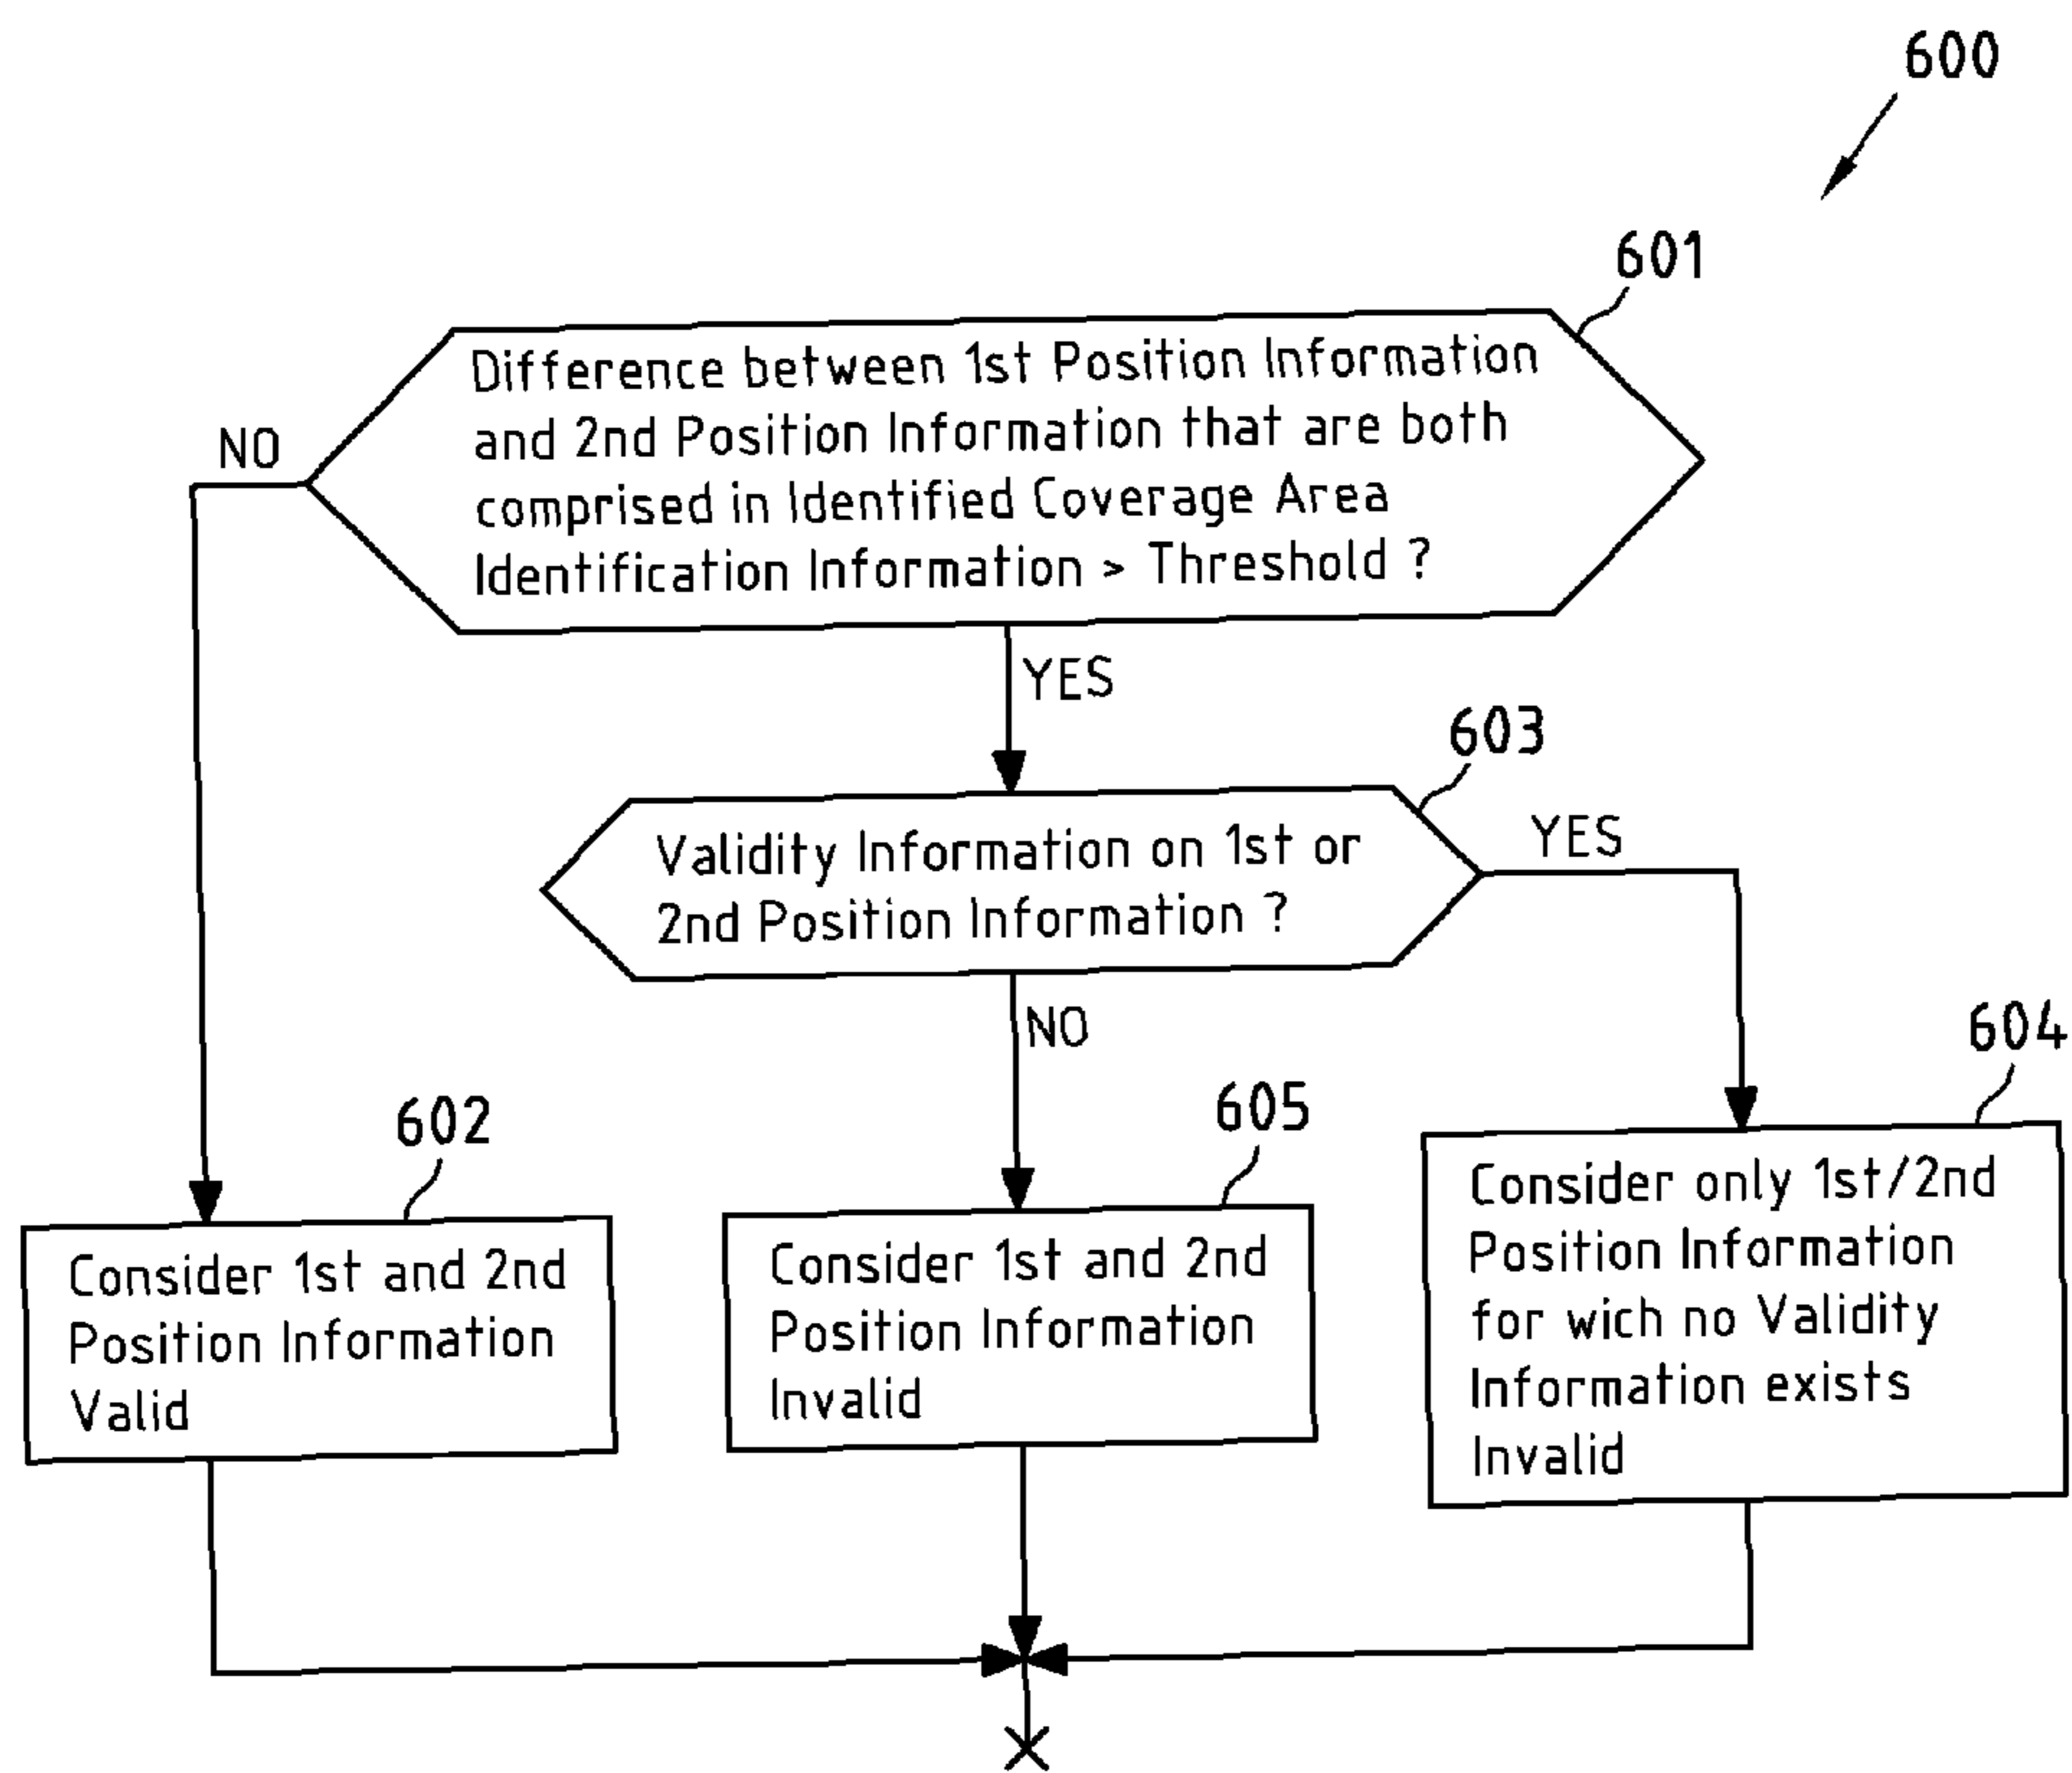 600
601
Difference between 1st Position Information
and 2nd Position Information that are both
comprised in Identified Coverage Area
Identification Information > Threshold ?
NO
YES
603
Validity Information on 1st or
2nd Position Information ?
YES
NO
602
Consider 1st and 2nd
Position Information
Valid
605
Consider 1st and 2nd
Position Information
Invalid
604
Consider only 1st/2nd
Position Information
for wich no Validity
Information exists
Invalid